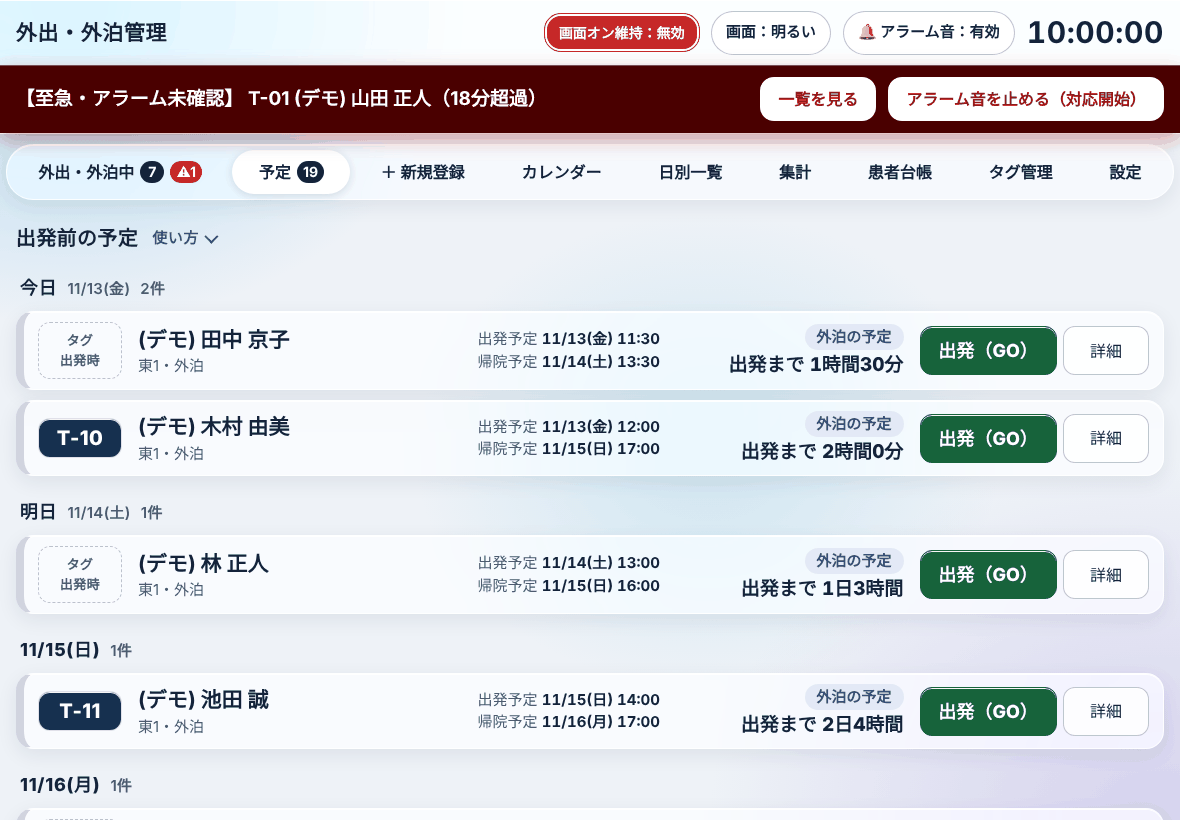 外出・外泊管理
画面オン維持：無効
画面：明るい
アラーム音：有効
10:00:00
【至急・アラーム未確認】 T-01 (デモ) 山田 正人（18分超過）
一覧を見る
アラーム音を止める（対応開始）
外出・外泊中 7 1
予定 19
＋ 新規登録
カレンダー
日別一覧
集計
患者台帳
タグ管理
設定
出発前の予定 使い方
今日 11/13(金) 2件
タグ
出発時
(デモ) 田中 京子
東1・外泊
出発予定 11/13(金) 11:30
帰院予定 11/14(土) 13:30
外泊の予定
出発まで 1時間30分
出発（GO）
詳細
T-10
(デモ) 木村 由美
東1・外泊
出発予定 11/13(金) 12:00
帰院予定 11/15(日) 17:00
外泊の予定
出発まで 2時間0分
出発（GO）
詳細
明日 11/14(土) 1件
タグ
出発時
(デモ) 林 正人
東1・外泊
出発予定 11/14(土) 13:00
帰院予定 11/15(日) 16:00
外泊の予定
出発まで 1日3時間
出発（GO）
詳細
11/15(日) 1件
T-11
(デモ) 池田 誠
東1・外泊
出発予定 11/15(日) 14:00
帰院予定 11/16(月) 17:00
外泊の予定
出発まで 2日4時間
出発（GO）
詳細
11/16(月) 1件